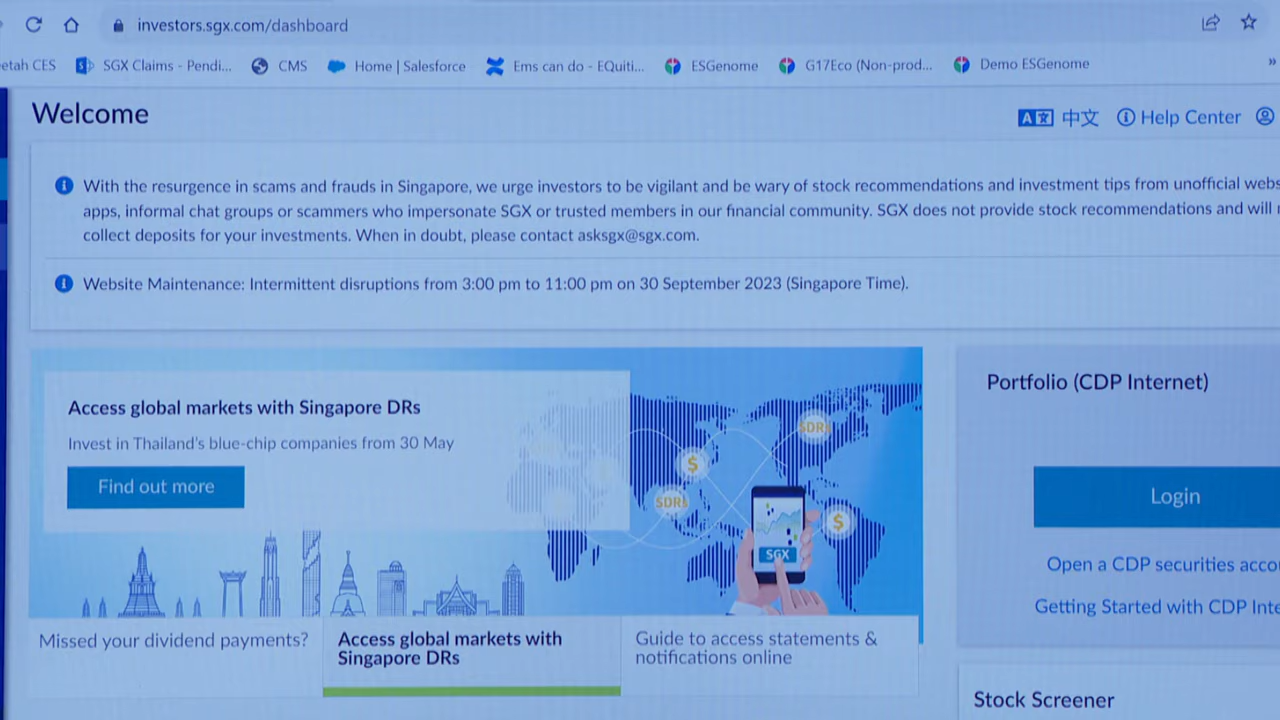 investors.sgx.com/dashboard
etah CES
SGX Claims - Pendi...
CMS
Home | Salesforce
Ems can do - EQuiti...
ESGenome
G17Eco (Non-prod...
Demo ESGenome
»
Welcome
A文 中文
Help Center
With the resurgence in scams and frauds in Singapore, we urge investors to be vigilant and be wary of stock recommendations and investment tips from unofficial webs
apps, informal chat groups or scammers who impersonate SGX or trusted members in our financial community. SGX does not provide stock recommendations and will
collect deposits for your investments. When in doubt, please contact asksgx@sgx.com.
Website Maintenance: Intermittent disruptions from 3:00 pm to 11:00 pm on 30 September 2023 (Singapore Time).
Access global markets with Singapore DRs
Invest in Thailand's blue-chip companies from 30 May
Find out more
SDRs
$
SDRs
$
SGX
Missed your dividend payments?
Access global markets with
Singapore DRs
Guide to access statements &
notifications online
Portfolio (CDP Internet)
Login
Open a CDP securities acco
Getting Started with CDP Inte
Stock Screener